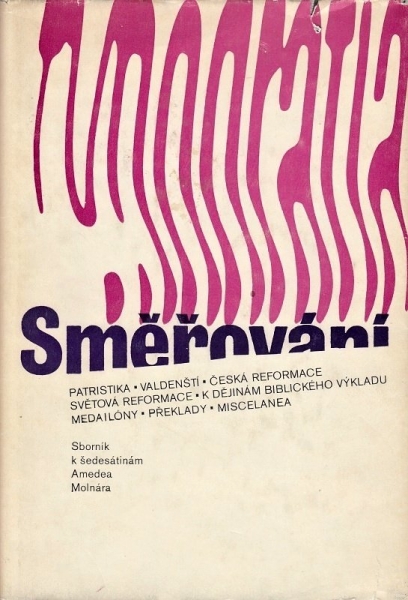 Směřování
PATRISTIKA • VALDENŠTÍ • ČESKÁ REFORMACE
SVĚTOVÁ REFORMACE • K DĚJINÁM BIBLICKÉHO VÝKLADU
MEDAILÓNY • PŘEKLADY • MISCELANEA
Sborník
k šedesátinám
Amedea
Molnára